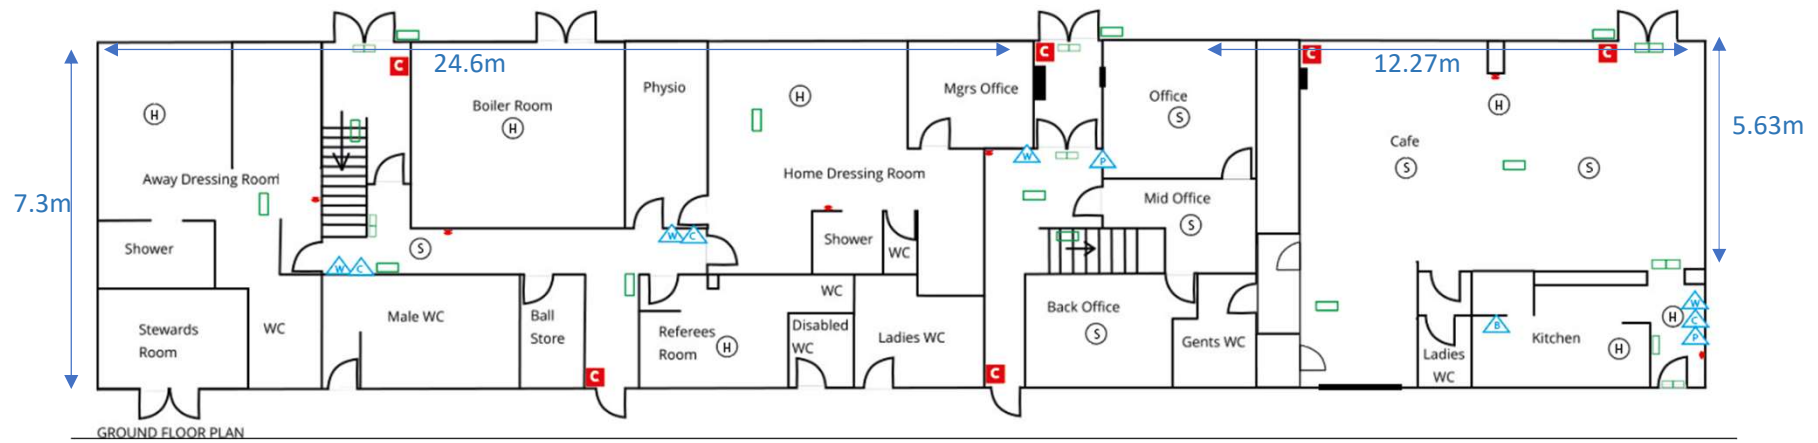 C
C
C
C
24.6m
12.27m
Boiler Room
H
Physio
H
Mgrs Office
Office
S
H
H
Cafe
S
S
5.63m
W
P
Away Dressing Room
Home Dressing Room
Mid Office
S
7.3m
Shower
W
C
S
W
C
Shower
WC
Stewards
Room
WC
Male WC
Ball
Store
Referees
Room
H
WC
Disabled
WC
Ladies WC
Back Office
S
Gents WC
Ladies
WC
B
Kitchen
H
H
W
C
P
C
C
GROUND FLOOR PLAN